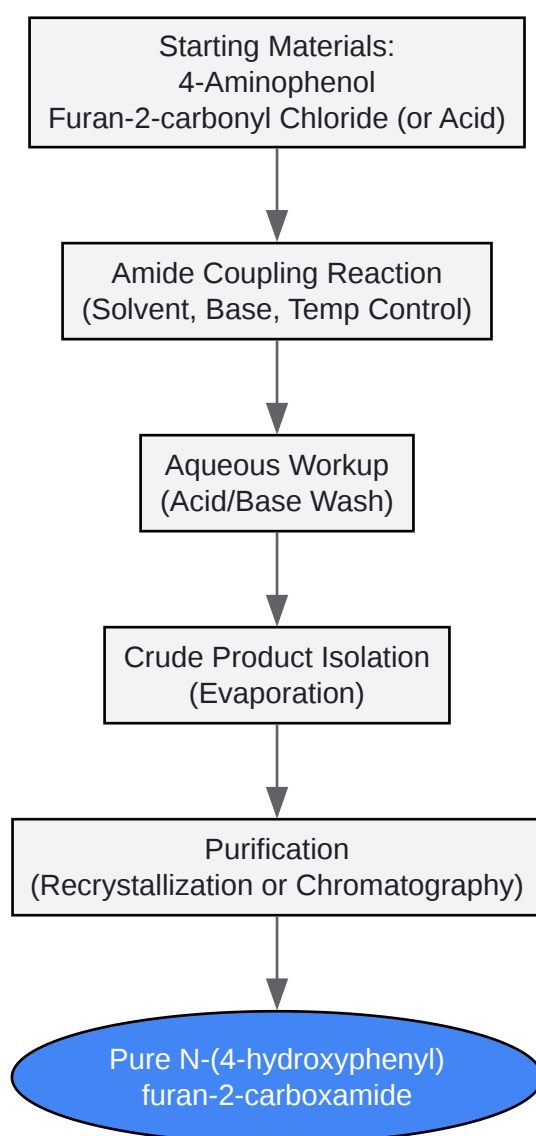 Starting Materials:
4-Aminophenol
Furan-2-carbonyl Chloride (or Acid)
Amide Coupling Reaction
(Solvent, Base, Temp Control)
Aqueous Workup
(Acid/Base Wash)
Crude Product Isolation
(Evaporation)
Purification
(Recrystallization or Chromatography)
Pure N-(4-hydroxyphenyl)
furan-2-carboxamide